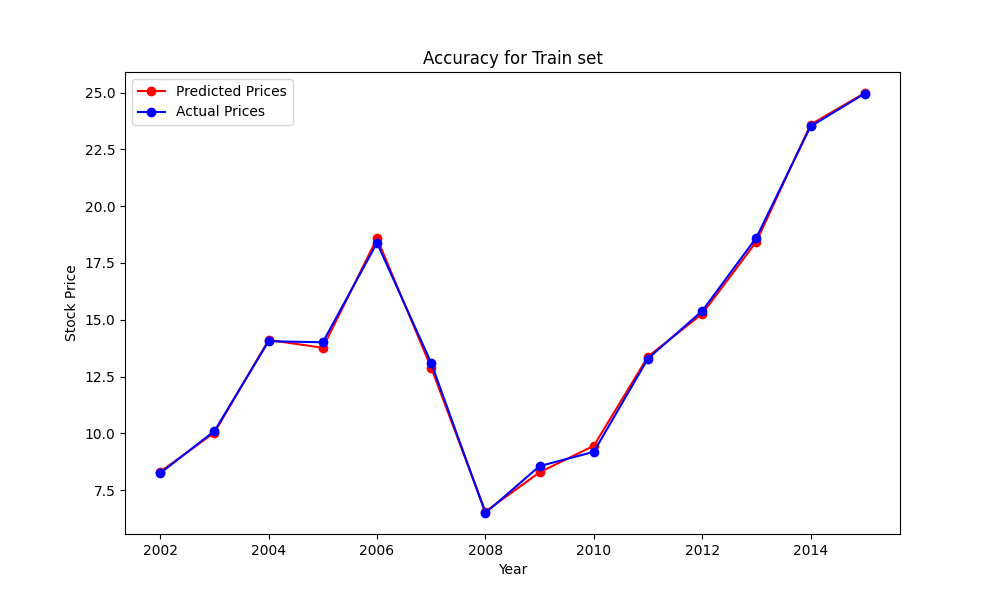 Accuracy for Train set
Predicted Prices
Actual Prices
25.0
22.5
20.0
17.5
15.0
12.5
10.0
7.5
Stock Price
2002 2004 2006 2008 2010 2012 2014
Year